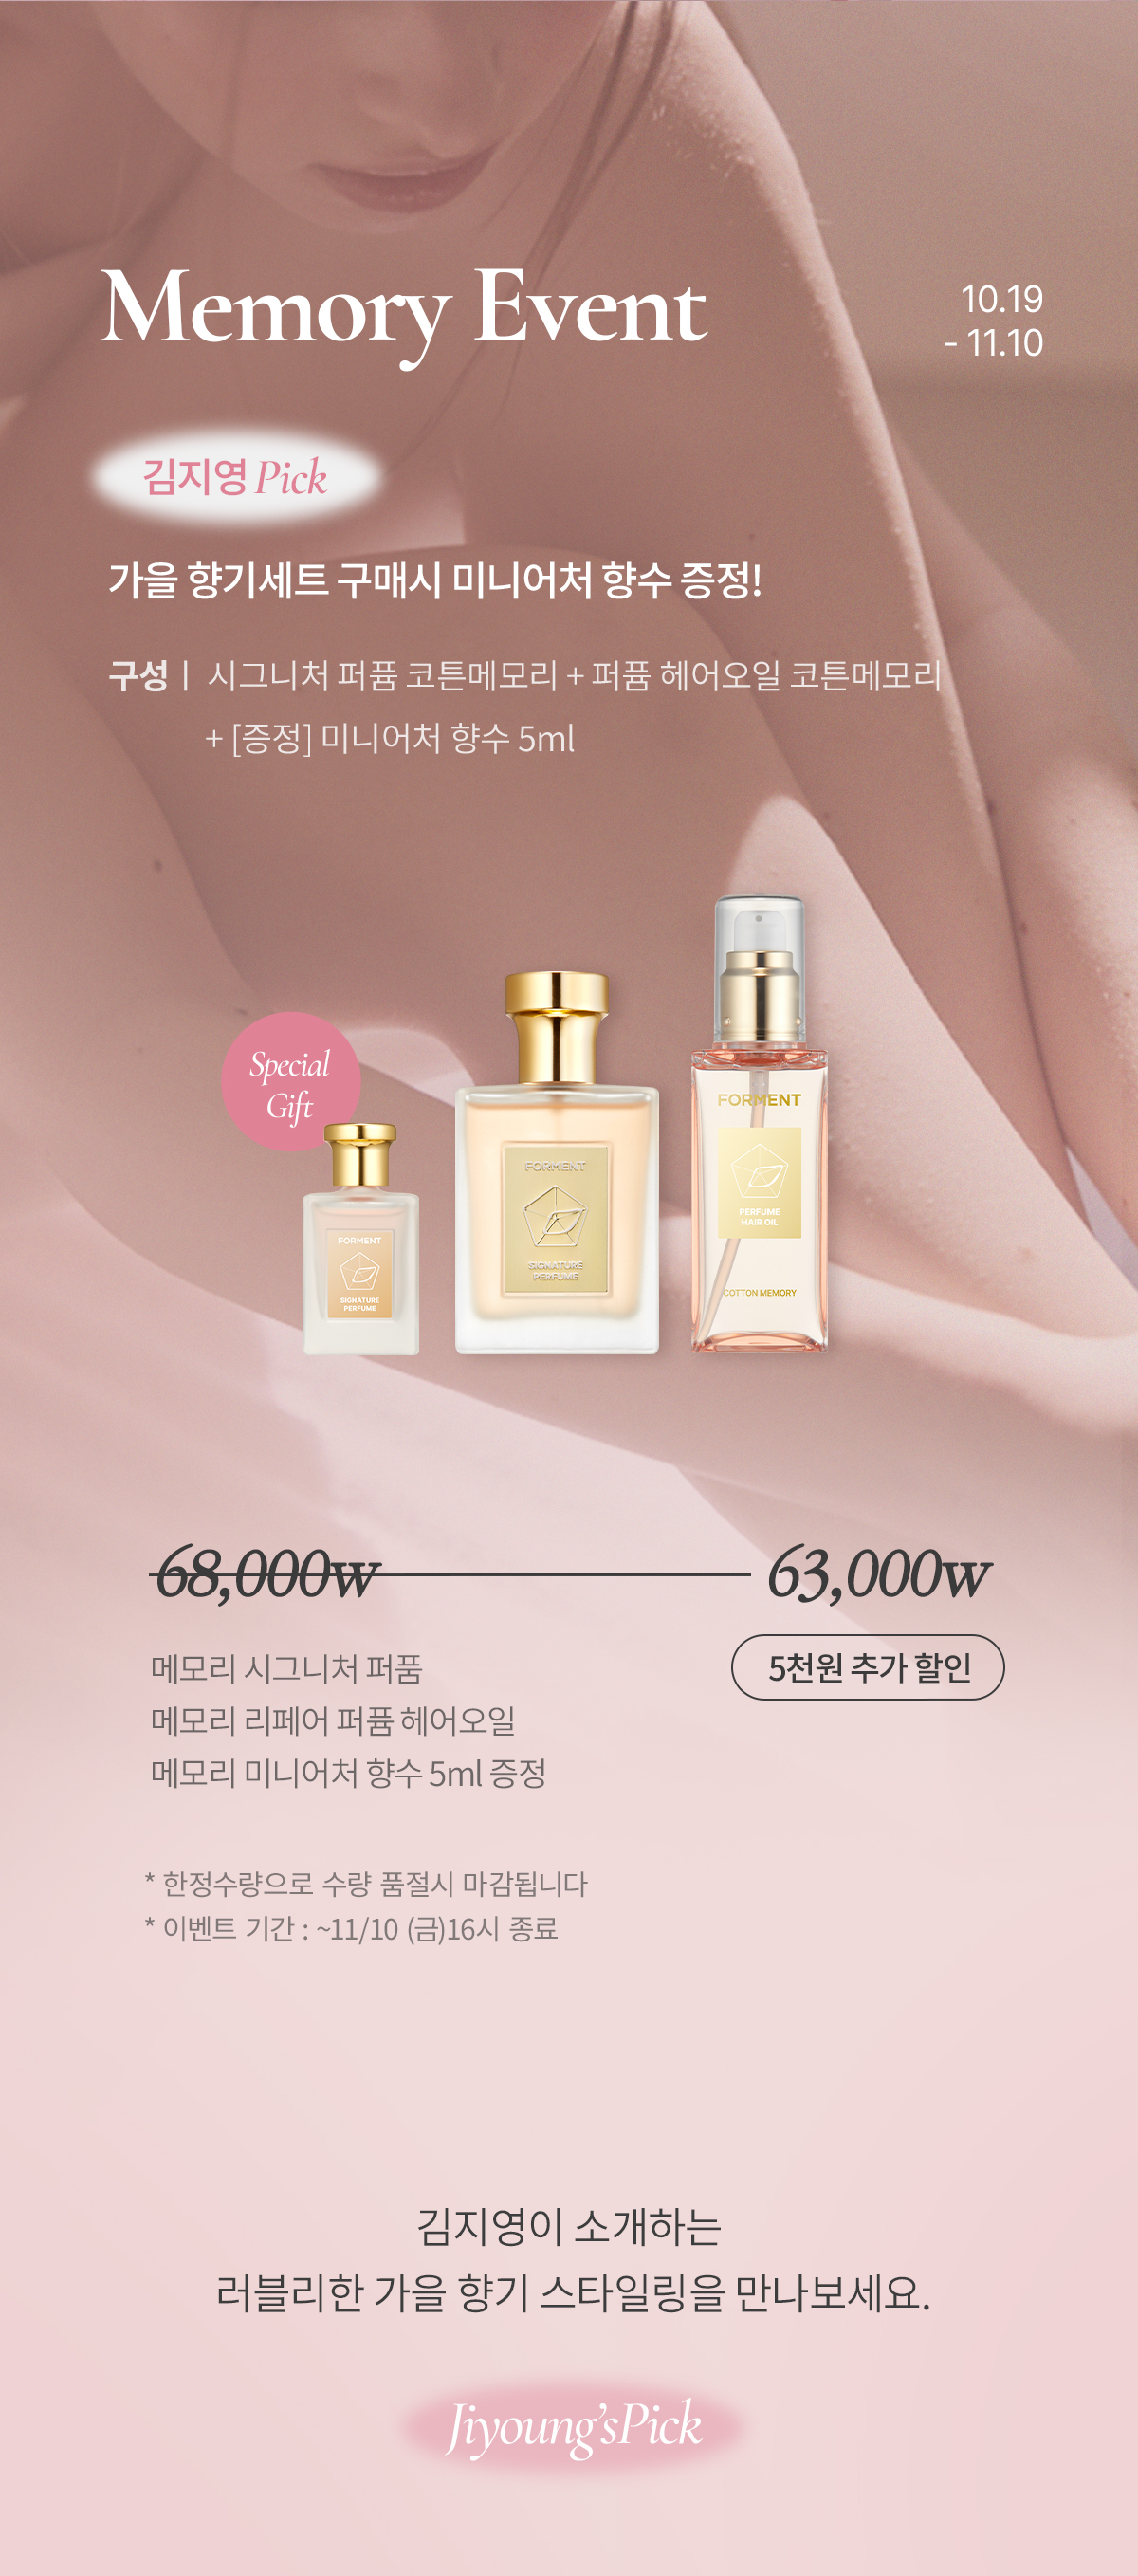 Memory Event
10.19
- 11.10
김지영 Pick
가을 향기세트 구매시 미니어처 향수 증정!
구성 | 시그니처 퍼퓸 코튼메모리 + 퍼퓸 헤어오일 코튼메모리
+ [증정] 미니어처 향수 5ml
Special
Gift
FORMENT
SIGNATURE
PERFUME
FORMENT
SIGNATURE
PERFUME
FORMENT
PERFUME
HAIR OIL
COTTON MEMORY
68,000w
63,000w
5천원 추가 할인
메모리 시그니처 퍼품
메모리 리페어 퍼퓸 헤어오일
메모리 미니어처 향수 5ml 증정
* 한정수량으로 수량 품절시 마감됩니다
* 이벤트 기간 : ~11/10 (금)16시 종료
김지영이 소개하는
러블리한 가을 향기 스타일링을 만나보세요.
Jiyoung'sPick